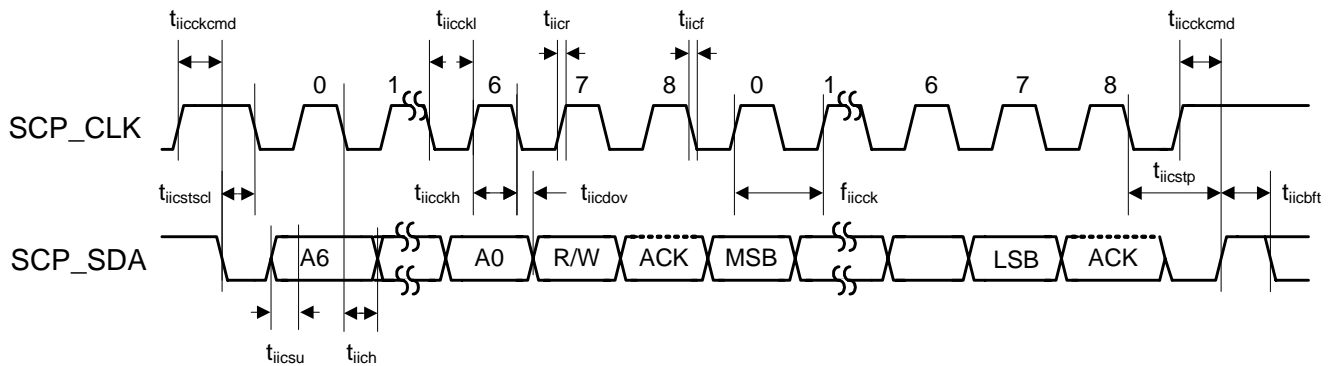 t_iicckcmd t_iicckl t_iicr t_iicf t_iicckcmd
0 1 6 7 8 0 1 6 7 8
SCP_CLK
t_iicstscl t_iicckh t_iicdov f_iicck t_iicstp t_iicbft
SCP_SDA A6 A0 R/W ACK MSB LSB ACK
t_iicsu t_iich